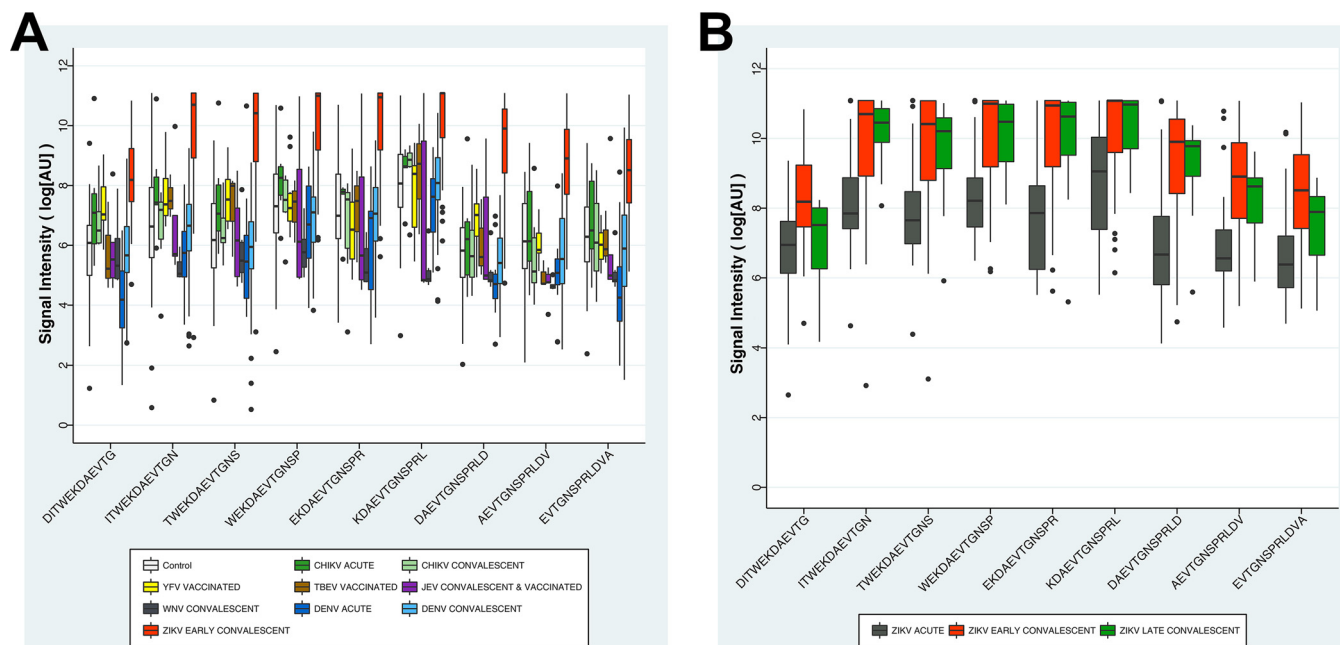 A
Signal Intensity ( log[AU] )
12
10
8
6
4
2
0
DITWEKDAEVTG
ITWEKDAEVTGN
TWEKDAEVTGNS
WEKDAEVTGNSP
EKDAEVTGNSPR
KDAEVTGNSPRL
DAEVTGNSPRLD
AEVTGNSPRLDV
EVTGNSPRLDVA
Control CHIKV ACUTE CHIKV CONVALESCENT
YFV VACCINATED TBEV VACCINATED JEV CONVALESCENT & VACCINATED
WNV CONVALESCENT DENV ACUTE DENV CONVALESCENT
ZIKV EARLY CONVALESCENT
B
Signal Intensity ( log[AU] )
12
10
8
6
4
2
0
DITWEKDAEVTG
ITWEKDAEVTGN
TWEKDAEVTGNS
WEKDAEVTGNSP
EKDAEVTGNSPR
KDAEVTGNSPRL
DAEVTGNSPRLD
AEVTGNSPRLDV
EVTGNSPRLDVA
ZIKV ACUTE ZIKV EARLY CONVALESCENT ZIKV LATE CONVALESCENT